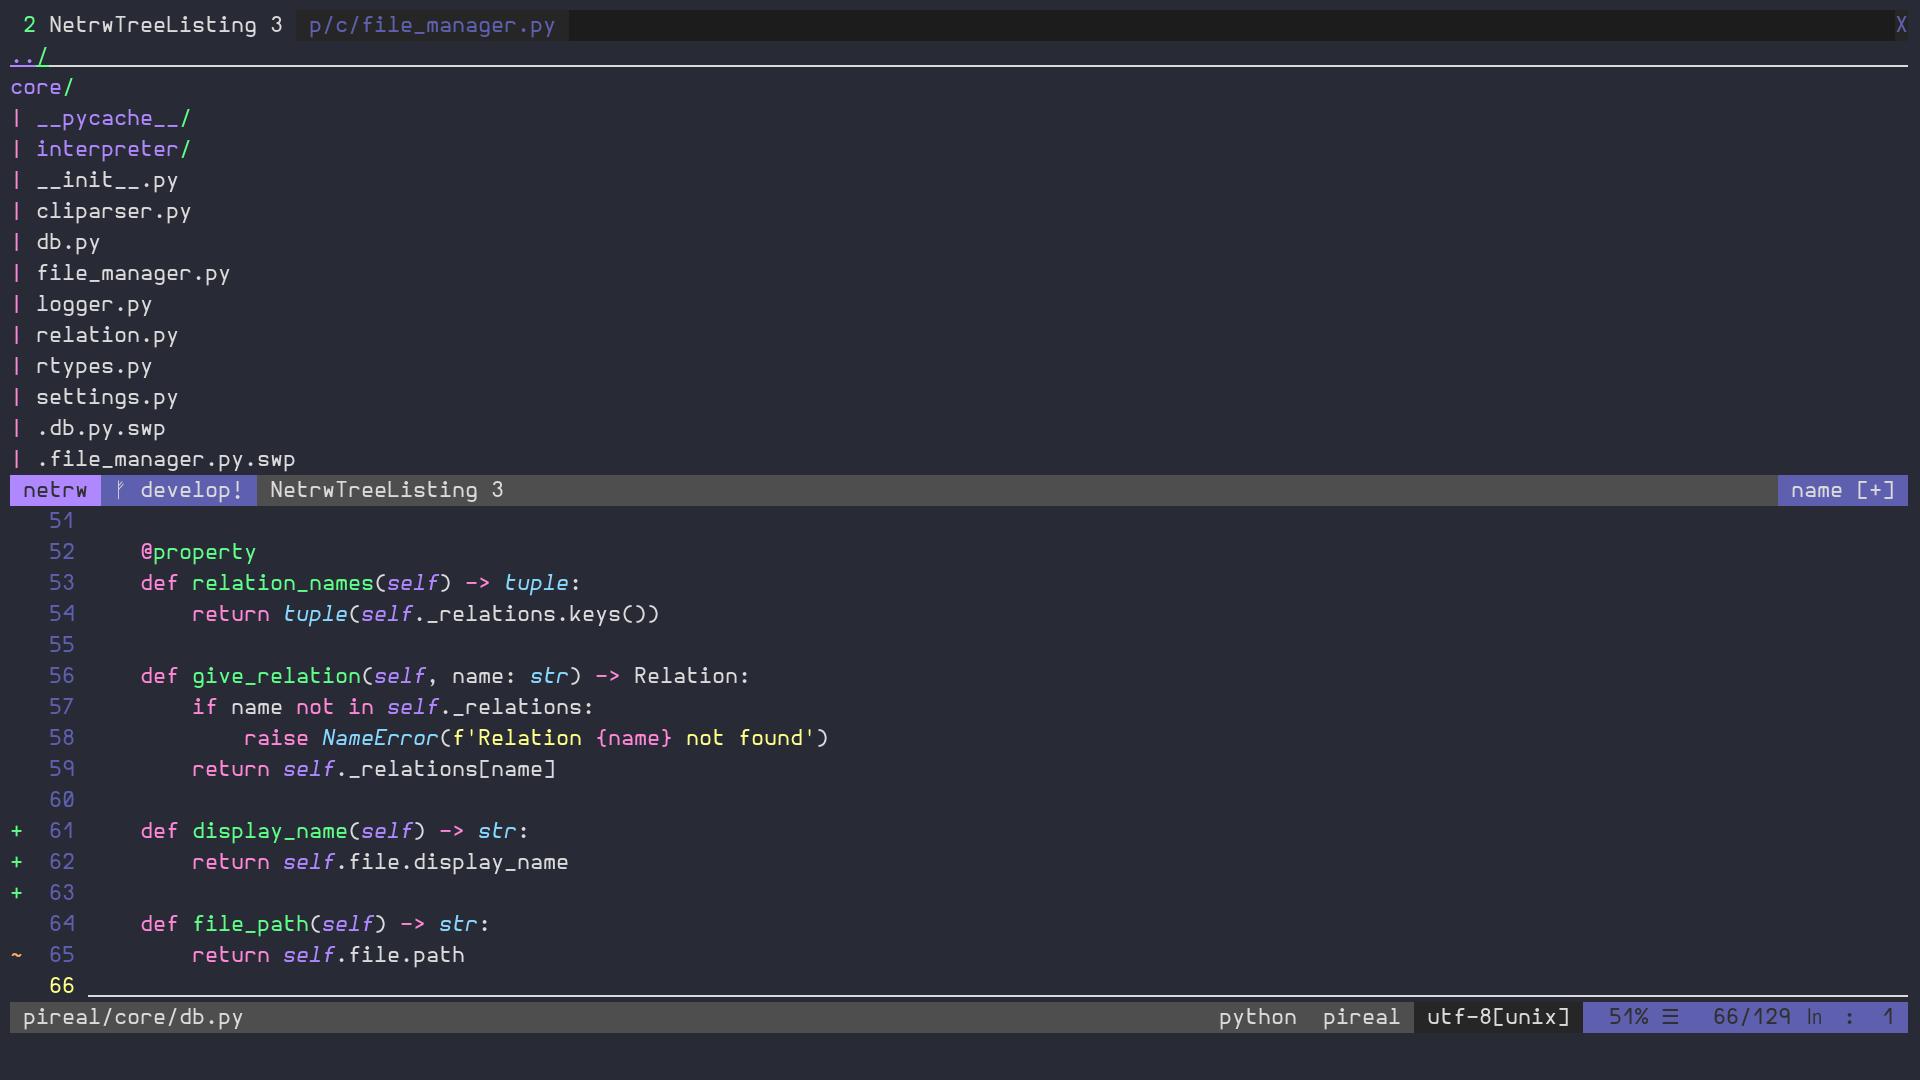 2 NetrwTreeListing 3 p/c/file_manager.py X
../
core/
| __pycache__/
| interpreter/
| __init__.py
| cliparser.py
| db.py
| file_manager.py
| logger.py
| relation.py
| rtypes.py
| settings.py
| .db.py.swp
| .file_manager.py.swp
netrw ᚠ develop! NetrwTreeListing 3 name [+]
51
52 @property
53 def relation_names(self) -> tuple:
54 return tuple(self._relations.keys())
55
56 def give_relation(self, name: str) -> Relation:
57 if name not in self._relations:
58 raise NameError(f'Relation {name} not found')
59 return self._relations[name]
60
+ 61 def display_name(self) -> str:
+ 62 return self.file.display_name
+ 63
64 def file_path(self) -> str:
~ 65 return self.file.path
66
pireal/core/db.py python pireal utf-8[unix] 51% ☰ 66/129 ln : 1